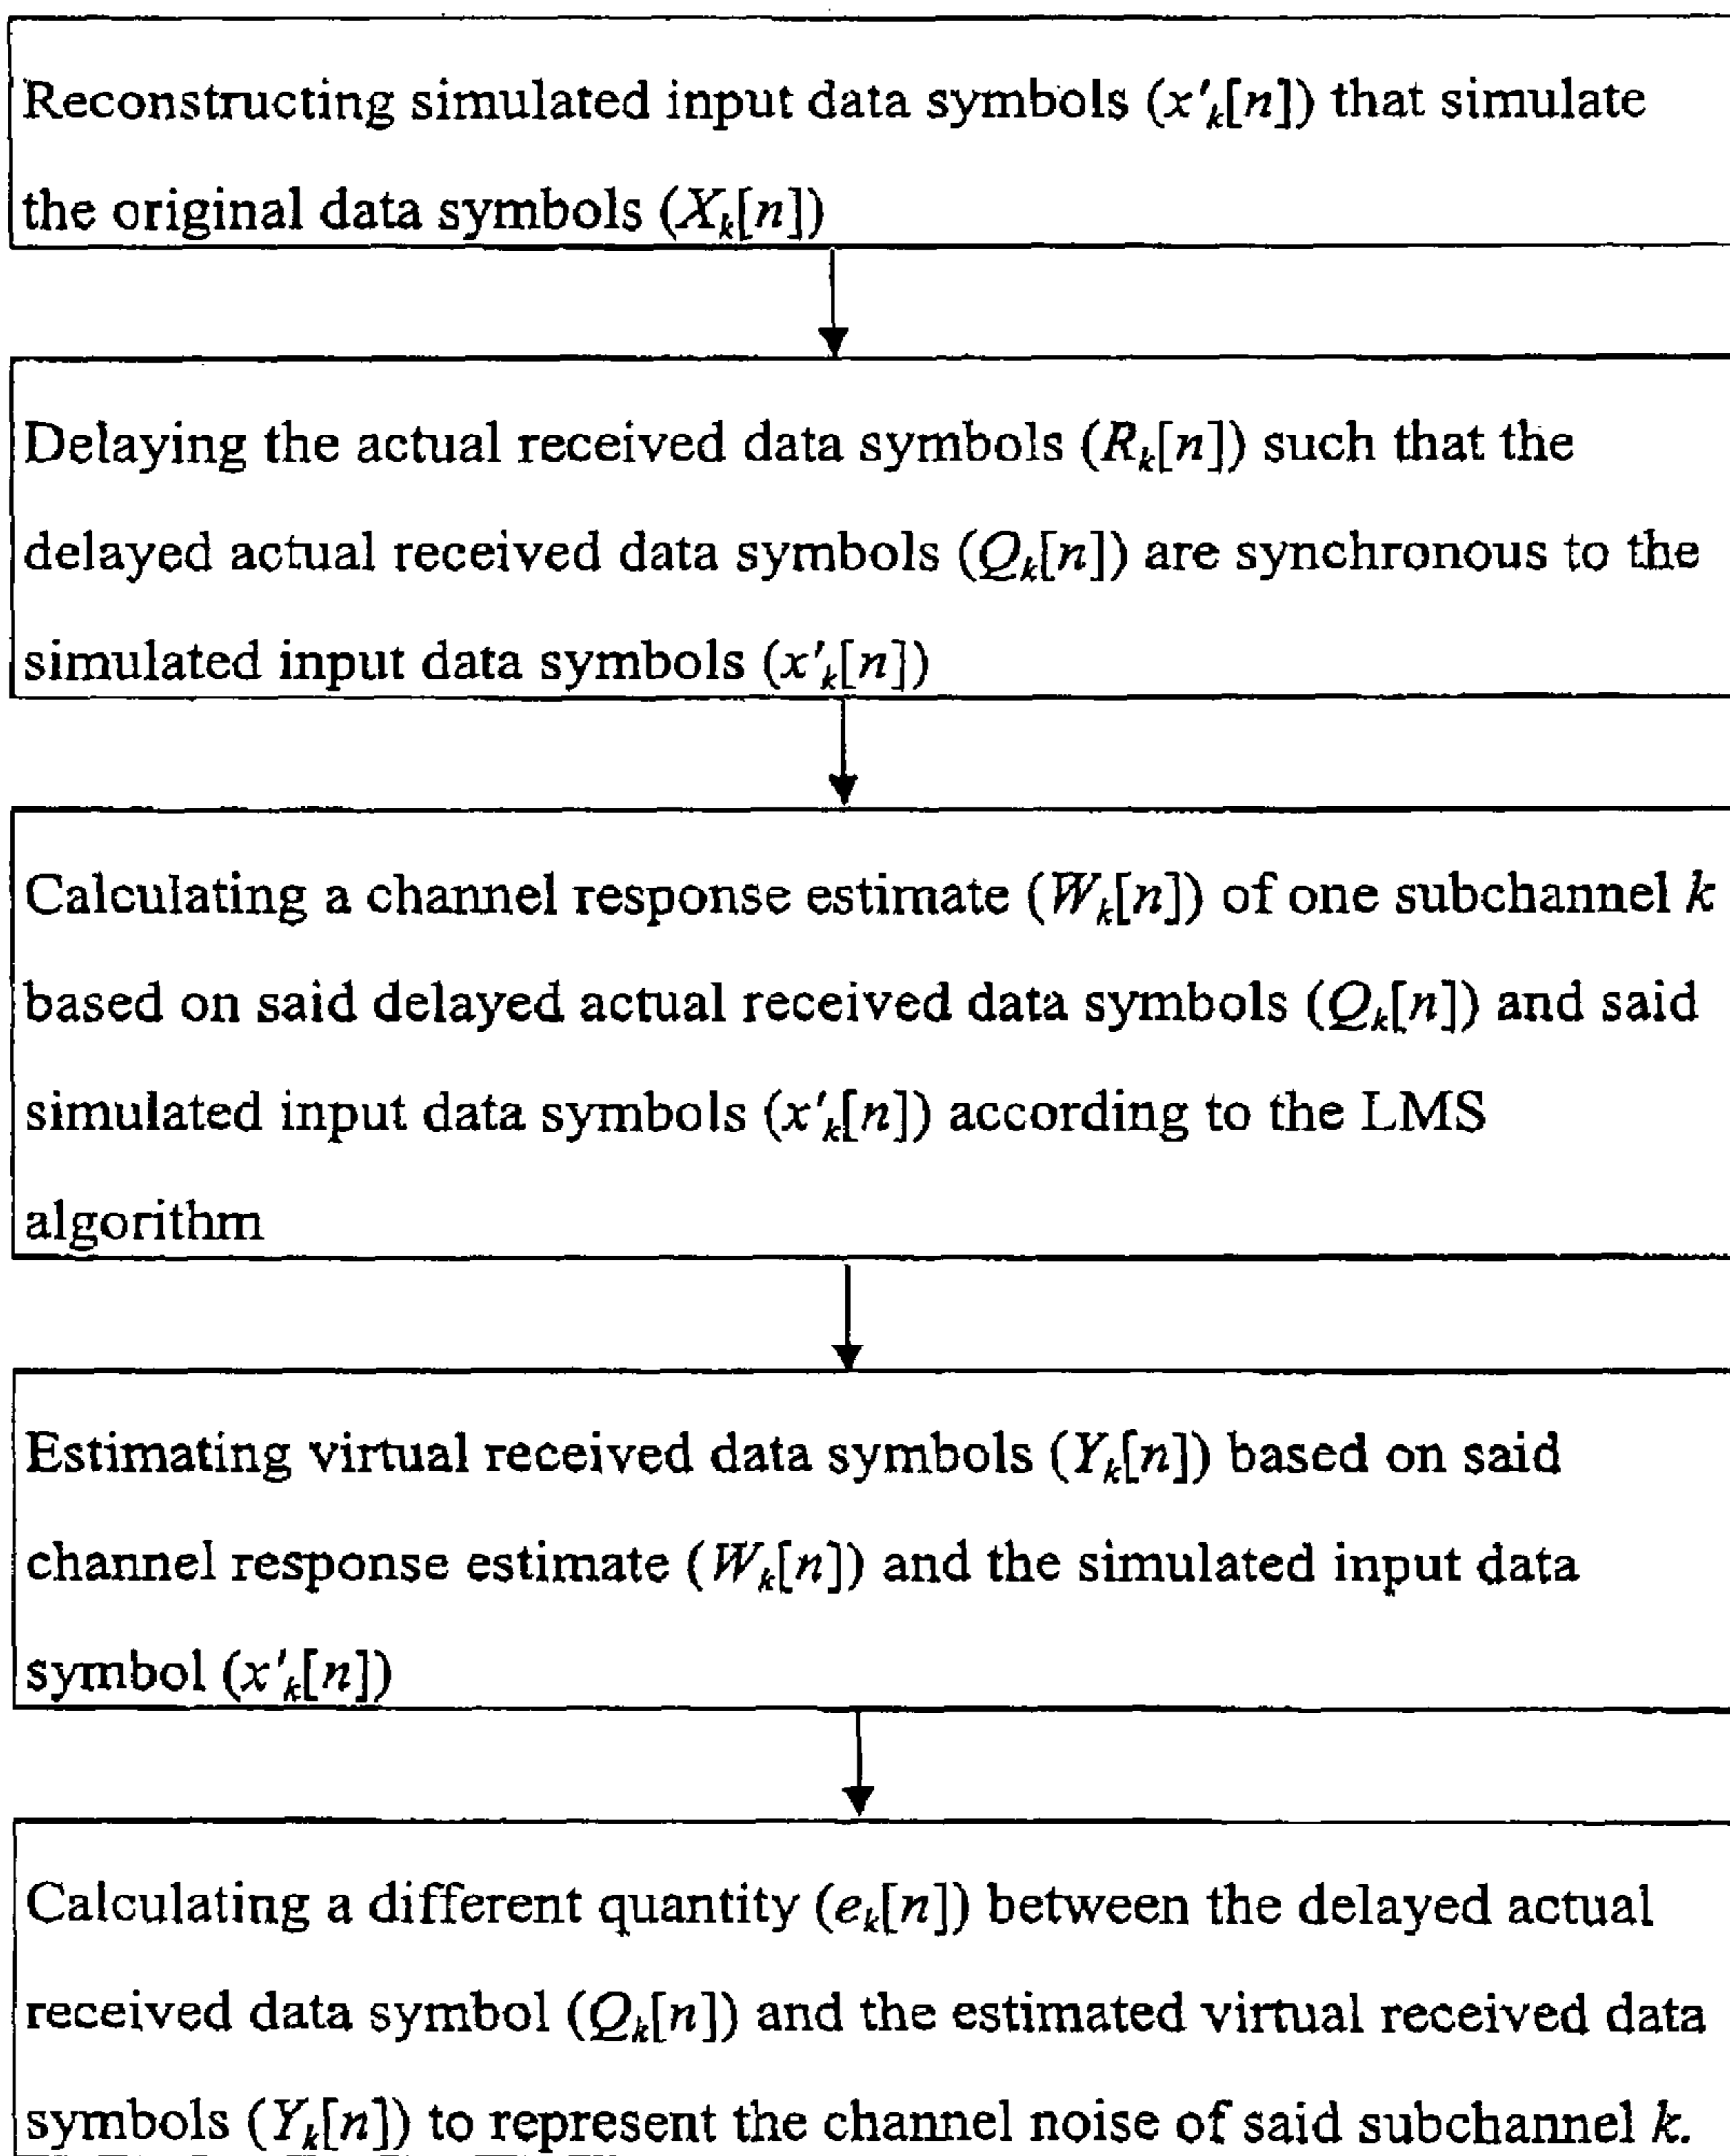 Reconstructing simulated input data symbols (x'ₖ[n]) that simulate
the original data symbols (Xₖ[n])
Delaying the actual received data symbols (Rₖ[n]) such that the
delayed actual received data symbols (Qₖ[n]) are synchronous to the
simulated input data symbols (x'ₖ[n])
Calculating a channel response estimate (Wₖ[n]) of one subchannel k
based on said delayed actual received data symbols (Qₖ[n]) and said
simulated input data symbols (x'ₖ[n]) according to the LMS
algorithm
Estimating virtual received data symbols (Yₖ[n]) based on said
channel response estimate (Wₖ[n]) and the simulated input data
symbol (x'ₖ[n])
Calculating a different quantity (eₖ[n]) between the delayed actual
received data symbol (Qₖ[n]) and the estimated virtual received data
symbols (Yₖ[n]) to represent the channel noise of said subchannel k.